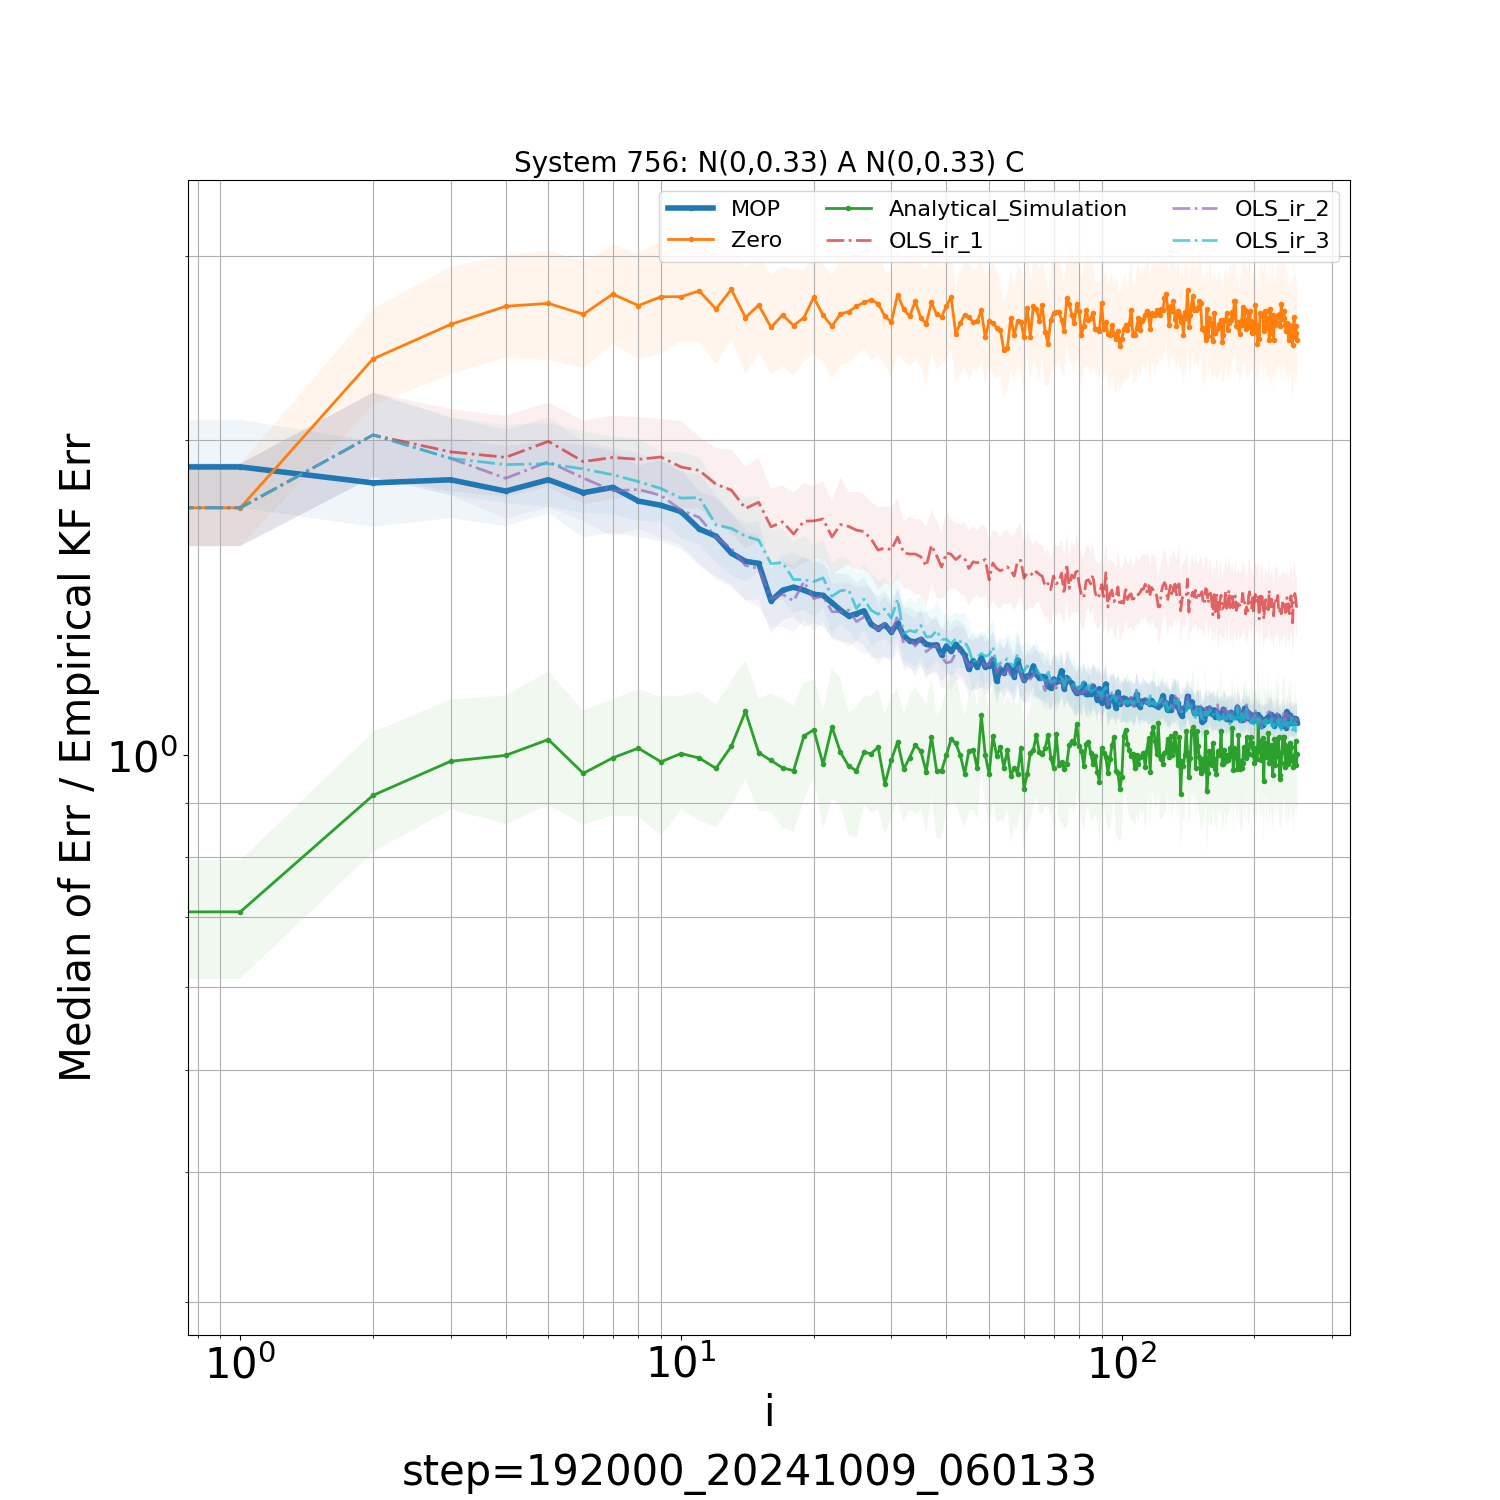 System 756: N(0,0.33) A N(0,0.33) C
MOP
Zero
Analytical_Simulation
OLS_ir_1
OLS_ir_2
OLS_ir_3
Median of Err / Empirical KF Err
10⁰
10⁰ 10¹ 10²
i
step=192000_20241009_060133